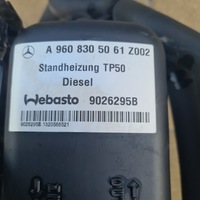 A 960 830 50 61 Z002
Standheizung TP50
Diesel
Webasto 9026295B